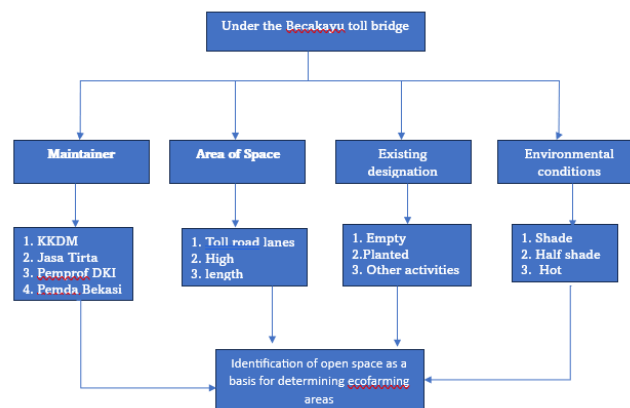 Under the Becakayu toll bridge
Maintainer
Area of Space
Existing
designation
Environmental
conditions
1. KKDM
2. Jasa Tirta
3. Pemprof DKI
4. Pemda Bekasi
1. Toll road lanes
2. High
3. length
1. Empty
2.Planted
3. Other activities
1. Shade
2. Half shade
3. Hot
Identification of open space as a
basis for determining ecofarming
areas